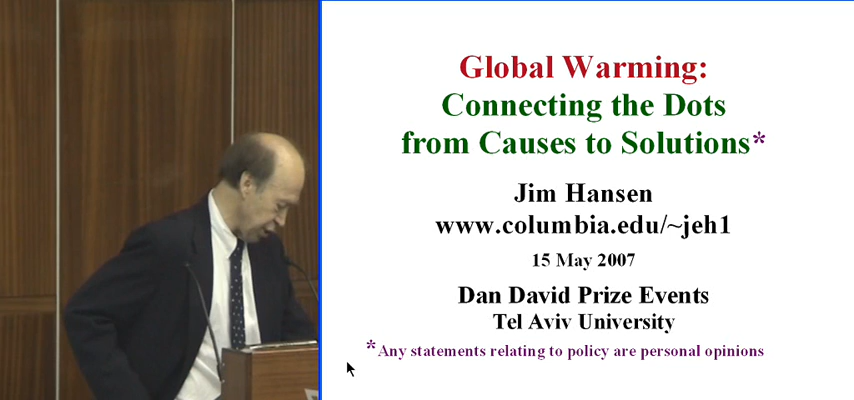 Global Warming:
Connecting the Dots
from Causes to Solutions*
Jim Hansen
www.columbia.edu/~jeh1
15 May 2007
Dan David Prize Events
Tel Aviv University
*Any statements relating to policy are personal opinions